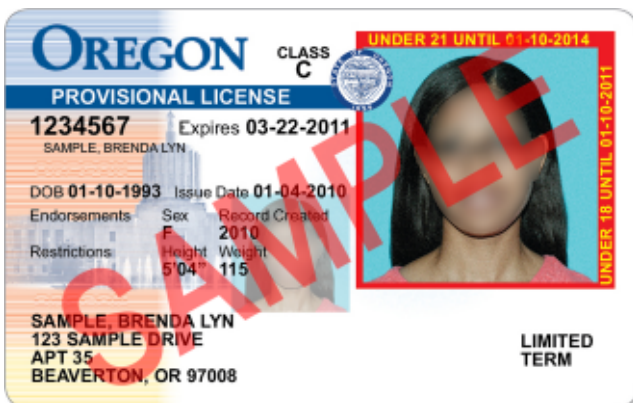 OREGON
CLASS
C
UNDER 21 UNTIL 01-10-2014
UNDER 18 UNTIL 01-10-2011
PROVISIONAL LICENSE
1234567 Expires 03-22-2011
SAMPLE, BRENDA LYN
DOB 01-10-1993 Issue Date 01-04-2010
Endorsements Sex Record Created
F 2010
Restrictions Height Weight
5'04" 115
SAMPLE, BRENDA LYN
123 SAMPLE DRIVE
APT 35
BEAVERTON, OR 97008
LIMITED
TERM
SAMPLE